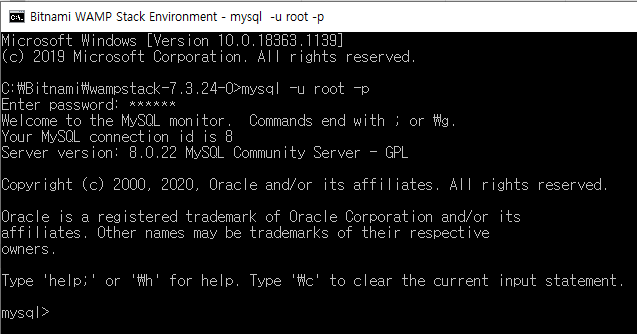 Bitnami WAMP Stack Environment - mysql  -u root -p
Microsoft Windows [Version 10.0.18363.1139]
(c) 2019 Microsoft Corporation. All rights reserved.
C:₩Bitnami₩wampstack-7.3.24-0>mysql -u root -p
Enter password: ******
Welcome to the MySQL monitor.  Commands end with ; or ₩g.
Your MySQL connection id is 8
Server version: 8.0.22 MySQL Community Server - GPL
Copyright (c) 2000, 2020, Oracle and/or its affiliates. All rights reserved.
Oracle is a registered trademark of Oracle Corporation and/or its
affiliates. Other names may be trademarks of their respective
owners.
Type 'help;' or '₩h' for help. Type '₩c' to clear the current input statement.
mysql>